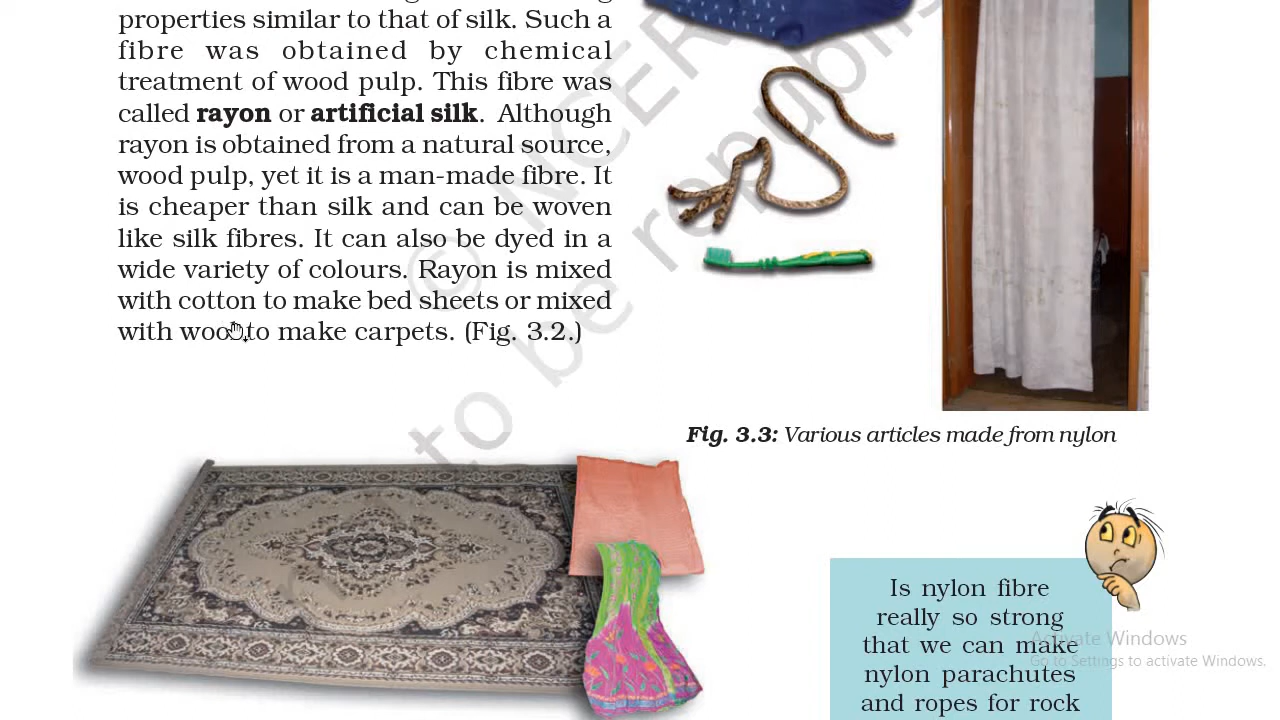 properties similar to that of silk. Such a
fibre was obtained by chemical
treatment of wood pulp. This fibre was
called rayon or artificial silk. Although
rayon is obtained from a natural source,
wood pulp, yet it is a man-made fibre. It
is cheaper than silk and can be woven
like silk fibres. It can also be dyed in a
wide variety of colours. Rayon is mixed
with cotton to make bed sheets or mixed
with wool to make carpets. (Fig. 3.2.)
Fig. 3.3: Various articles made from nylon
Is nylon fibre
really so strong
that we can make
nylon parachutes
and ropes for rock
© NCER
to be republis
Activate Windows
Go to Settings to activate Windows.